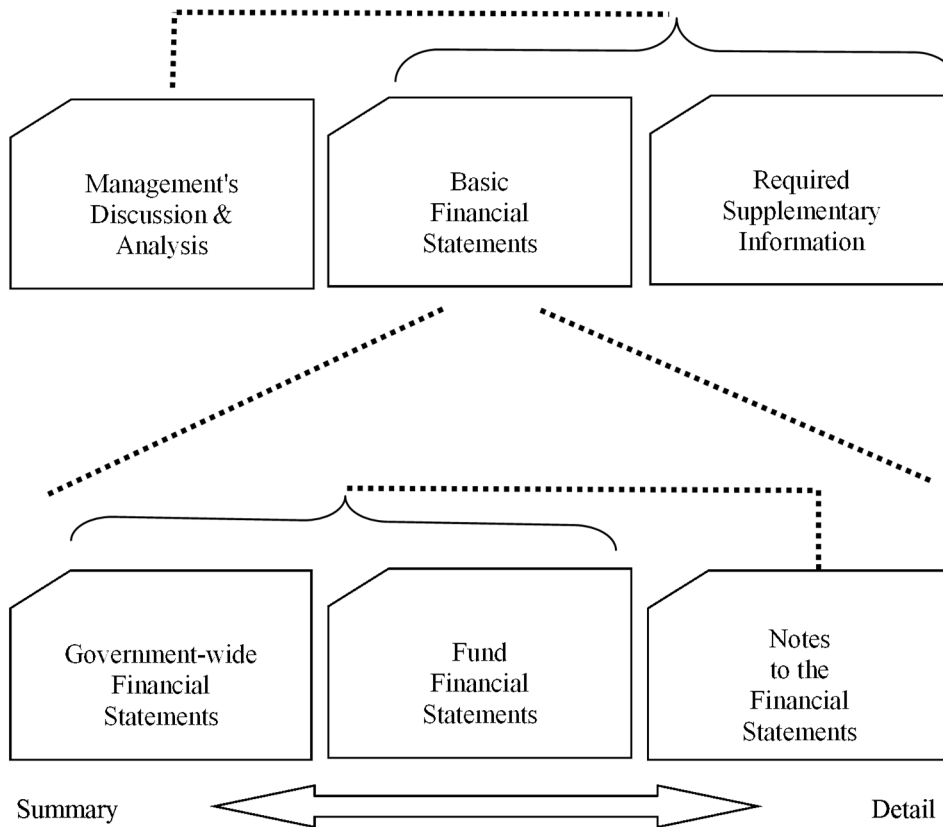 Management's
Discussion &
Analysis
Basic
Financial
Statements
Required
Supplementary
Information
Government-wide
Financial
Statements
Fund
Financial
Statements
Notes
to the
Financial
Statements
Summary
Detail